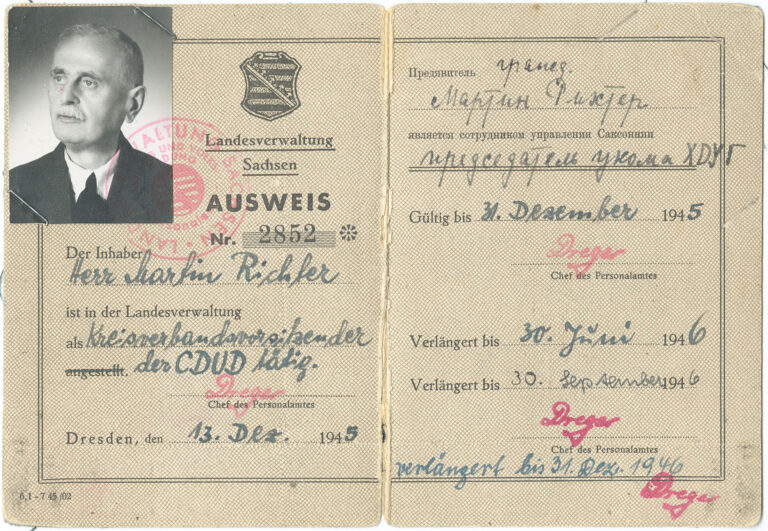 Landesverwaltung
Sachsen
AUSWEIS
Nr. 2852 *
Der Inhaber
Herr Martin Richter
ist in der Landesverwaltung
als Kreisverbandsvorsitzender
angestellt. der CDUD tätig.
Dreger
Chef des Personalamtes
Dresden, den 13. Dez. 1945
6,1 - 7 45 /02
Предъявитель гражд.
Мартин Рихтер
является сотрудником управления Саксонии
председатель укома ХДУГ
Gültig bis 31. Dezember 1945
Dreger
Chef des Personalamtes
Verlängert bis 30. Juni 1946
Verlängert bis 30. September 1946
Dreger
Chef des Personalamtes
verlängert bis 31. Dez. 1946
Dreger